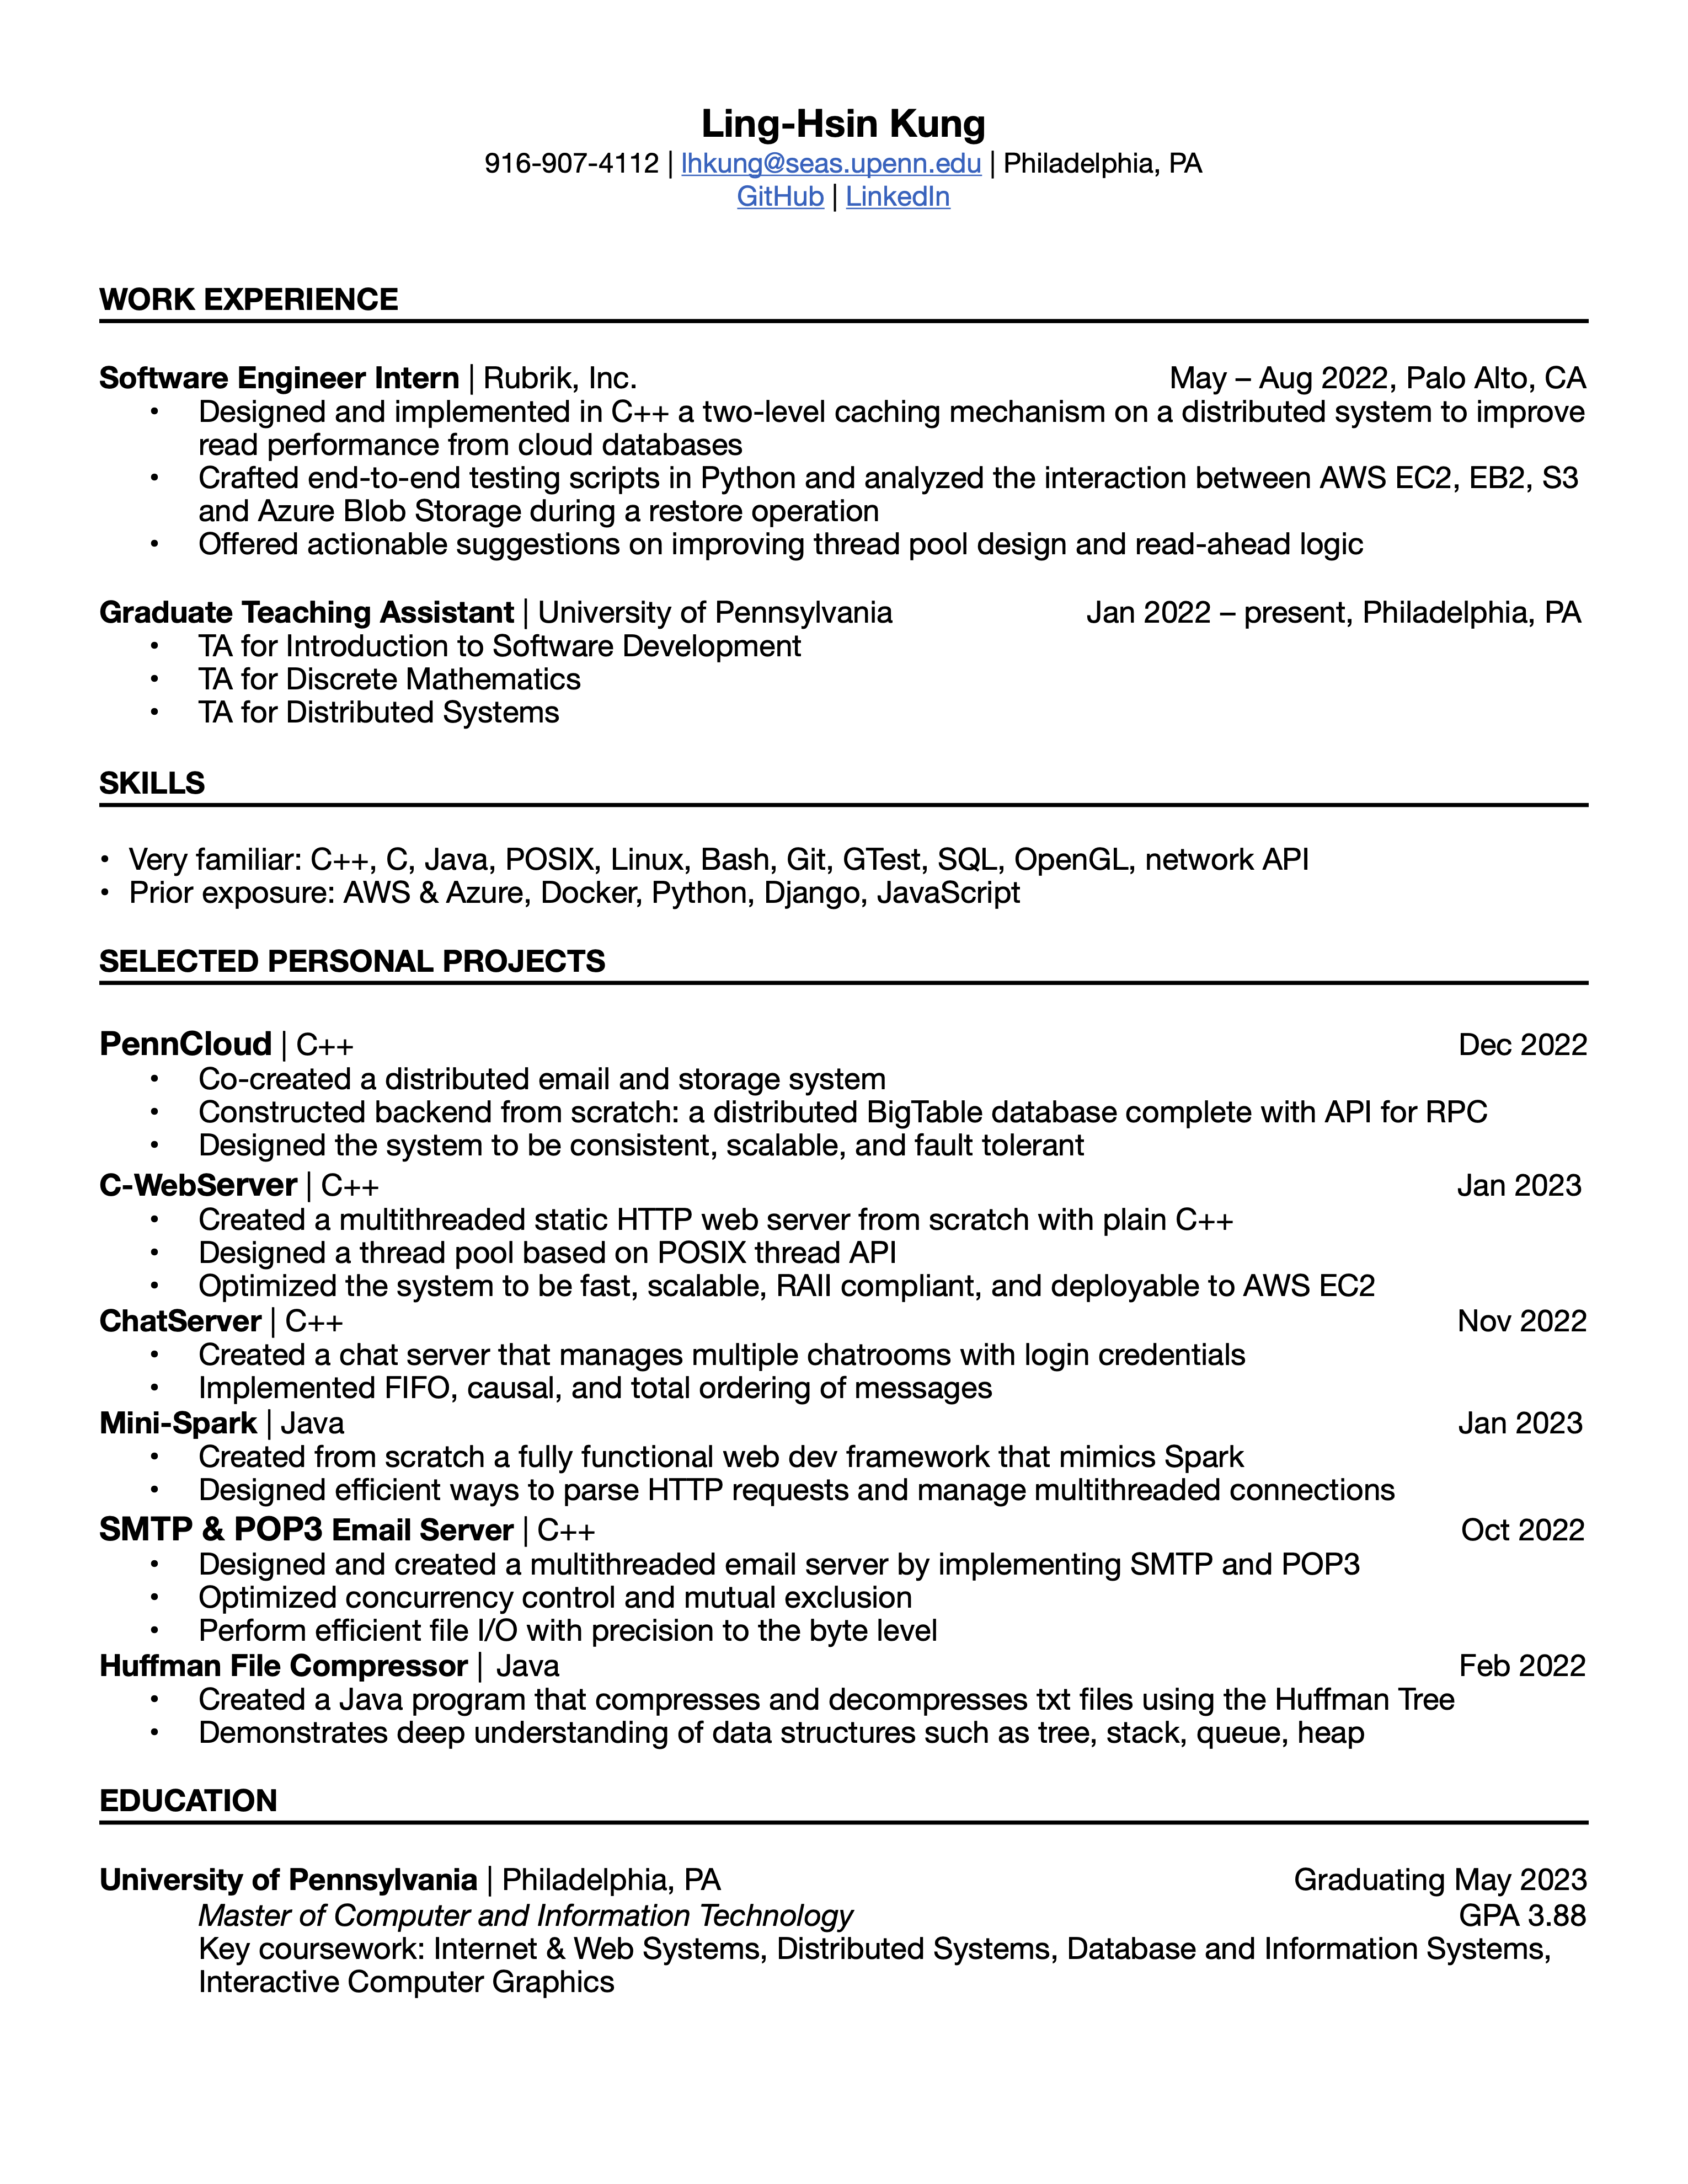 Ling-Hsin Kung
916-907-4112 | lhkung@seas.upenn.edu | Philadelphia, PA
GitHub | LinkedIn
WORK EXPERIENCE
Software Engineer Intern | Rubrik, Inc. May – Aug 2022, Palo Alto, CA
• Designed and implemented in C++ a two-level caching mechanism on a distributed system to improve
read performance from cloud databases
• Crafted end-to-end testing scripts in Python and analyzed the interaction between AWS EC2, EB2, S3
and Azure Blob Storage during a restore operation
• Offered actionable suggestions on improving thread pool design and read-ahead logic
Graduate Teaching Assistant | University of Pennsylvania Jan 2022 – present, Philadelphia, PA
• TA for Introduction to Software Development
• TA for Discrete Mathematics
• TA for Distributed Systems
SKILLS
• Very familiar: C++, C, Java, POSIX, Linux, Bash, Git, GTest, SQL, OpenGL, network API
• Prior exposure: AWS & Azure, Docker, Python, Django, JavaScript
SELECTED PERSONAL PROJECTS
PennCloud | C++ Dec 2022
• Co-created a distributed email and storage system
• Constructed backend from scratch: a distributed BigTable database complete with API for RPC
• Designed the system to be consistent, scalable, and fault tolerant
C-WebServer | C++ Jan 2023
• Created a multithreaded static HTTP web server from scratch with plain C++
• Designed a thread pool based on POSIX thread API
• Optimized the system to be fast, scalable, RAII compliant, and deployable to AWS EC2
ChatServer | C++ Nov 2022
• Created a chat server that manages multiple chatrooms with login credentials
• Implemented FIFO, causal, and total ordering of messages
Mini-Spark | Java Jan 2023
• Created from scratch a fully functional web dev framework that mimics Spark
• Designed efficient ways to parse HTTP requests and manage multithreaded connections
SMTP & POP3 Email Server | C++ Oct 2022
• Designed and created a multithreaded email server by implementing SMTP and POP3
• Optimized concurrency control and mutual exclusion
• Perform efficient file I/O with precision to the byte level
Huffman File Compressor | Java Feb 2022
• Created a Java program that compresses and decompresses txt files using the Huffman Tree
• Demonstrates deep understanding of data structures such as tree, stack, queue, heap
EDUCATION
University of Pennsylvania | Philadelphia, PA Graduating May 2023
Master of Computer and Information Technology GPA 3.88
Key coursework: Internet & Web Systems, Distributed Systems, Database and Information Systems,
Interactive Computer Graphics